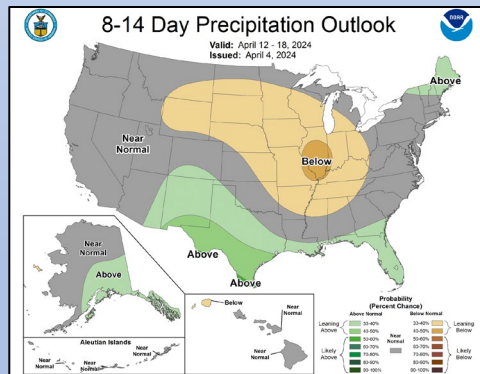 8-14 Day Precipitation Outlook
Valid: April 12 - 18, 2024
Issued: April 4, 2024
NOAA
Above
Near
Normal
Below
Above
Above
Near
Normal
Above
Aleutian Islands
Near
Normal
Near
Normal
Near
Normal
Below
Near
Normal
Near
Normal
Probability
(Percent Chance)
Above Normal
Below Normal
Leaning
Above
33-40%
40-50%
Near
Normal
33-40%
40-50%
Leaning
Below
Likely
Above
50-60%
60-70%
70-80%
80-90%
90-100%
50-60%
60-70%
70-80%
80-90%
90-100%
Likely
Below